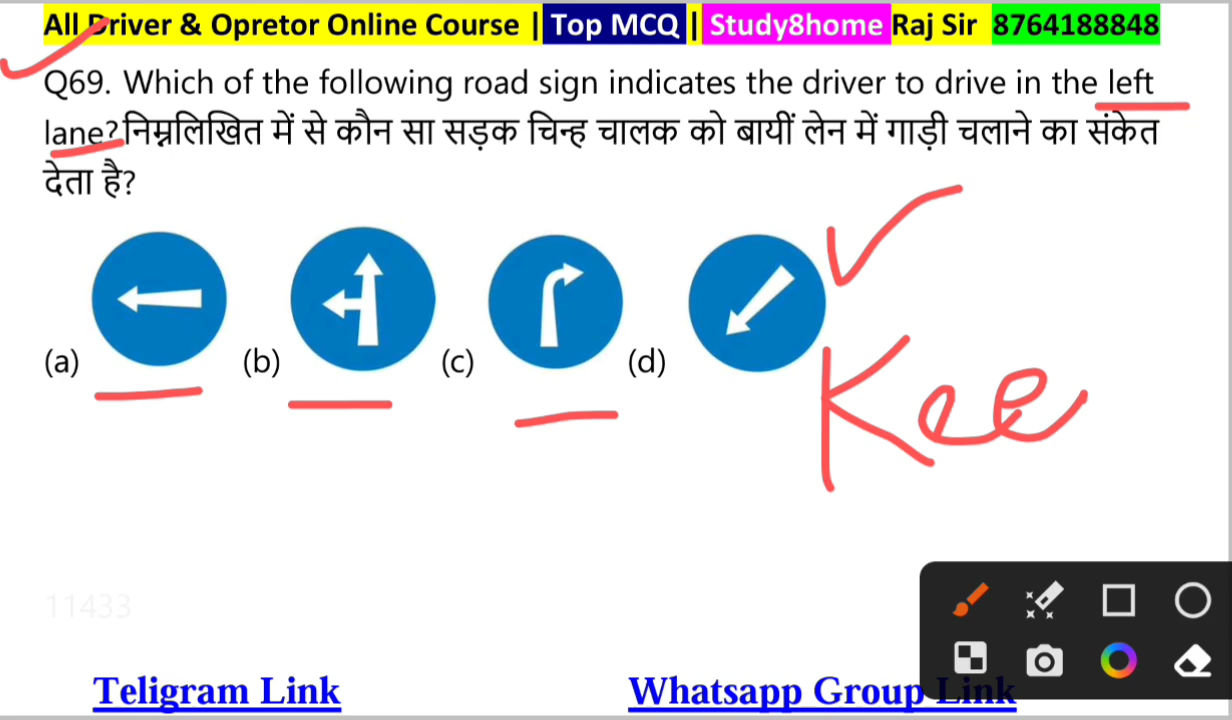 All Driver & Opretor Online Course | Top MCQ | Study8home Raj Sir 8764188848
Q69. Which of the following road sign indicates the driver to drive in the left
lane? निम्नलिखित में से कौन सा सड़क चिन्ह चालक को बायीं लेन में गाड़ी चलाने का संकेत
देता है?
(a) (b) (c) (d)
Kee
11433
Teligram Link Whatsapp Group Link